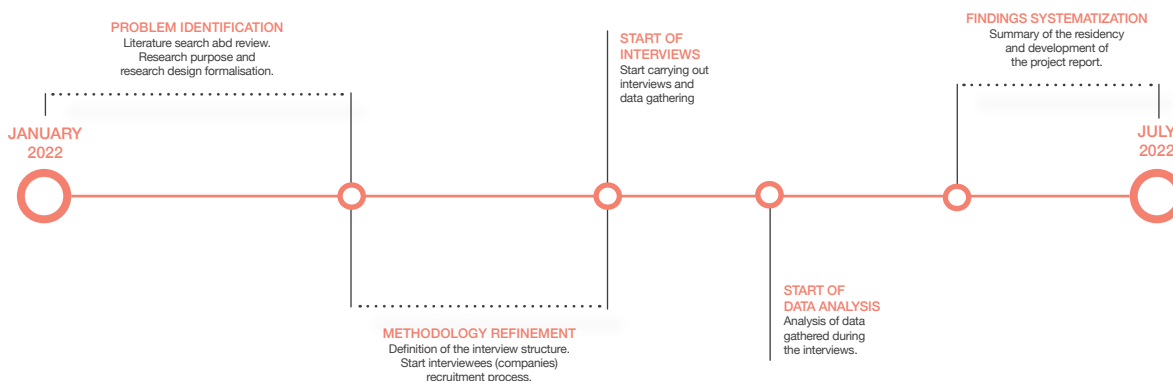 PROBLEM IDENTIFICATION
Literature search abd review.
Research purpose and
research design formalisation.
JANUARY
2022
METHODOLOGY REFINEMENT
Definition of the interview structure.
Start interviewees (companies)
recruitment process.
START OF
INTERVIEWS
Start carrying out
interviews and
data gathering
START OF
DATA ANALYSIS
Analysis of data
gathered during
the interviews.
FINDINGS SYSTEMATIZATION
Summary of the residency
and development of
the project report.
JULY
2022